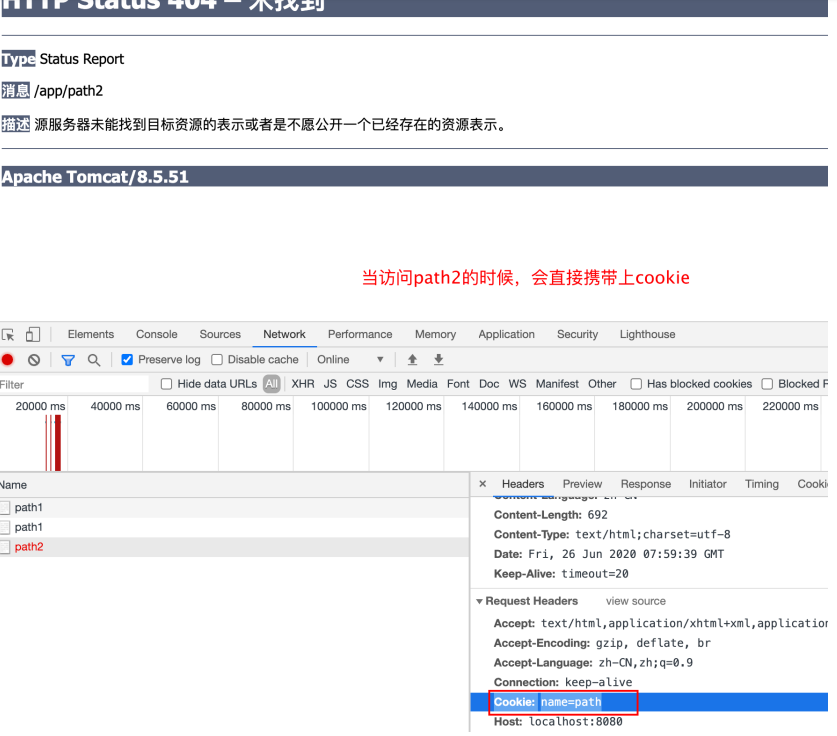 HTTP Status 404 – 未找到
Type Status Report
消息 /app/path2
描述 源服务器未能找到目标资源的表示或者是不愿公开一个已经存在的资源表示。
Apache Tomcat/8.5.51
当访问path2的时候，会直接携带上cookie
Elements Console Sources Network Performance Memory Application Security Lighthouse
Preserve log Disable cache Online
Filter Hide data URLs All XHR JS CSS Img Media Font Doc WS Manifest Other Has blocked cookies Blocked R
20000 ms 40000 ms 60000 ms 80000 ms 100000 ms 120000 ms 140000 ms 160000 ms 180000 ms 200000 ms 220000 ms
Name
path1
path1
path2
× Headers Preview Response Initiator Timing Cooki
Content-Language: zh-CN
Content-Length: 692
Content-Type: text/html;charset=utf-8
Date: Fri, 26 Jun 2020 07:59:39 GMT
Keep-Alive: timeout=20
Request Headers view source
Accept: text/html,application/xhtml+xml,application
Accept-Encoding: gzip, deflate, br
Accept-Language: zh-CN,zh;q=0.9
Connection: keep-alive
Cookie: name=path
Host: localhost:8080